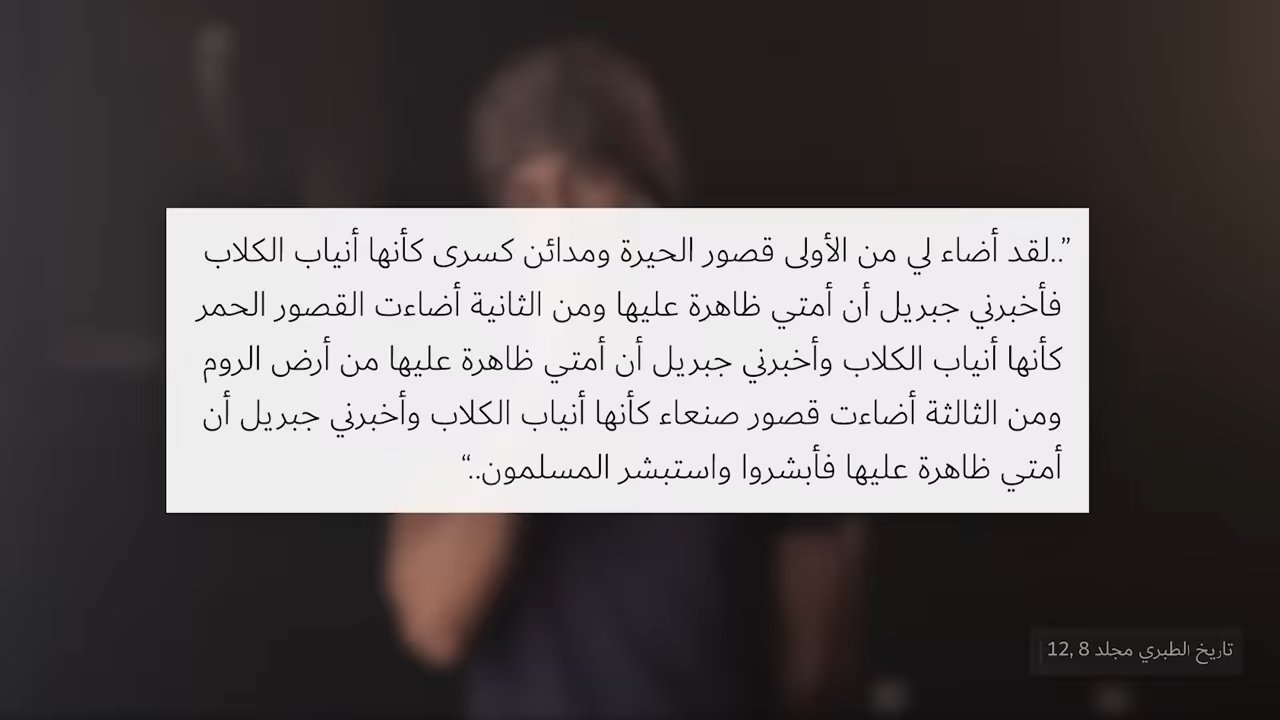 ”..لقد أضاء لي من الأولى قصور الحيرة ومدائن كسرى كأنها أنياب الكلاب
فأخبرني جبريل أن أمتي ظاهرة عليها ومن الثانية أضاءت القصور الحمر
كأنها أنياب الكلاب وأخبرني جبريل أن أمتي ظاهرة عليها من أرض الروم
ومن الثالثة أضاءت قصور صنعاء كأنها أنياب الكلاب وأخبرني جبريل أن
أمتي ظاهرة عليها فأبشروا واستبشر المسلمون..“
تاريخ الطبري مجلد 8 ,12